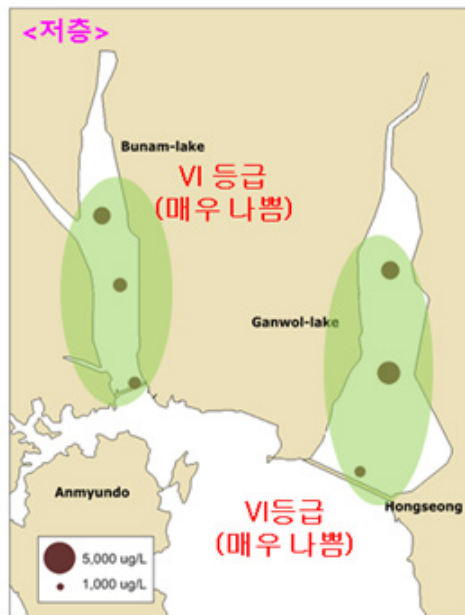 <저층>
Bunam-lake
VI 등급
(매우 나쁨)
Ganwol-lake
Anmyundo
Hongseong
VI등급
(매우 나쁨)
5,000 ug/L
1,000 ug/L